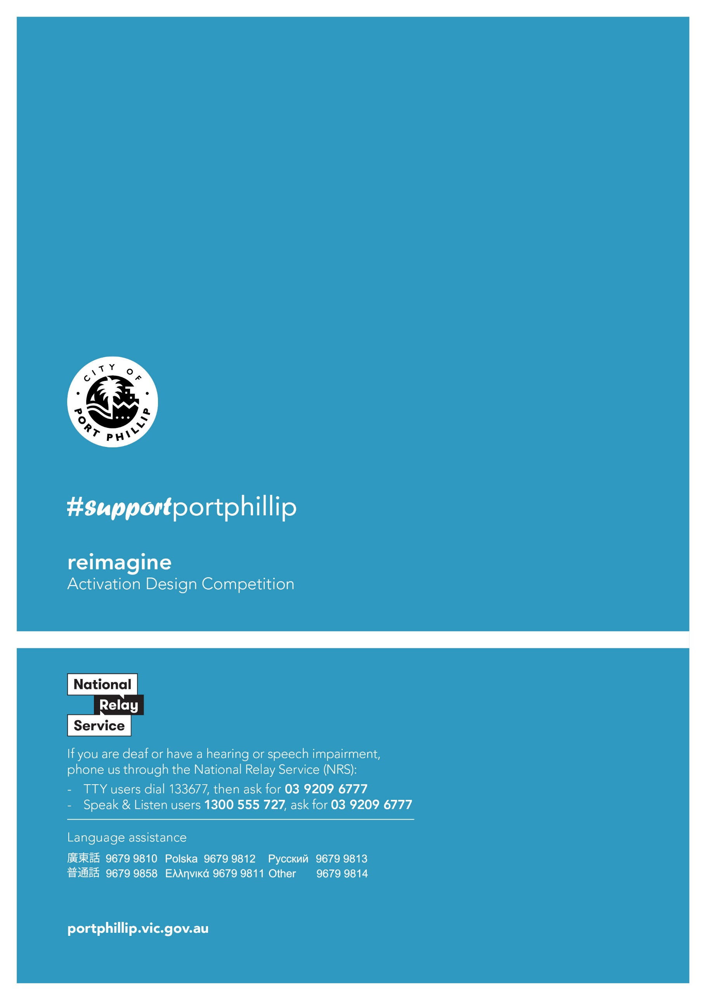 CITY OF
PORT PHILLIP
#supportportphillip
reimagine
Activation Design Competition
National
Relay
Service
If you are deaf or have a hearing or speech impairment,
phone us through the National Relay Service (NRS):
- TTY users dial 133677, then ask for 03 9209 6777
- Speak & Listen users 1300 555 727, ask for 03 9209 6777
Language assistance
廣東話 9679 9810 Polska 9679 9812 Русский 9679 9813
普通話 9679 9858 Ελληνικά 9679 9811 Other 9679 9814
portphillip.vic.gov.au